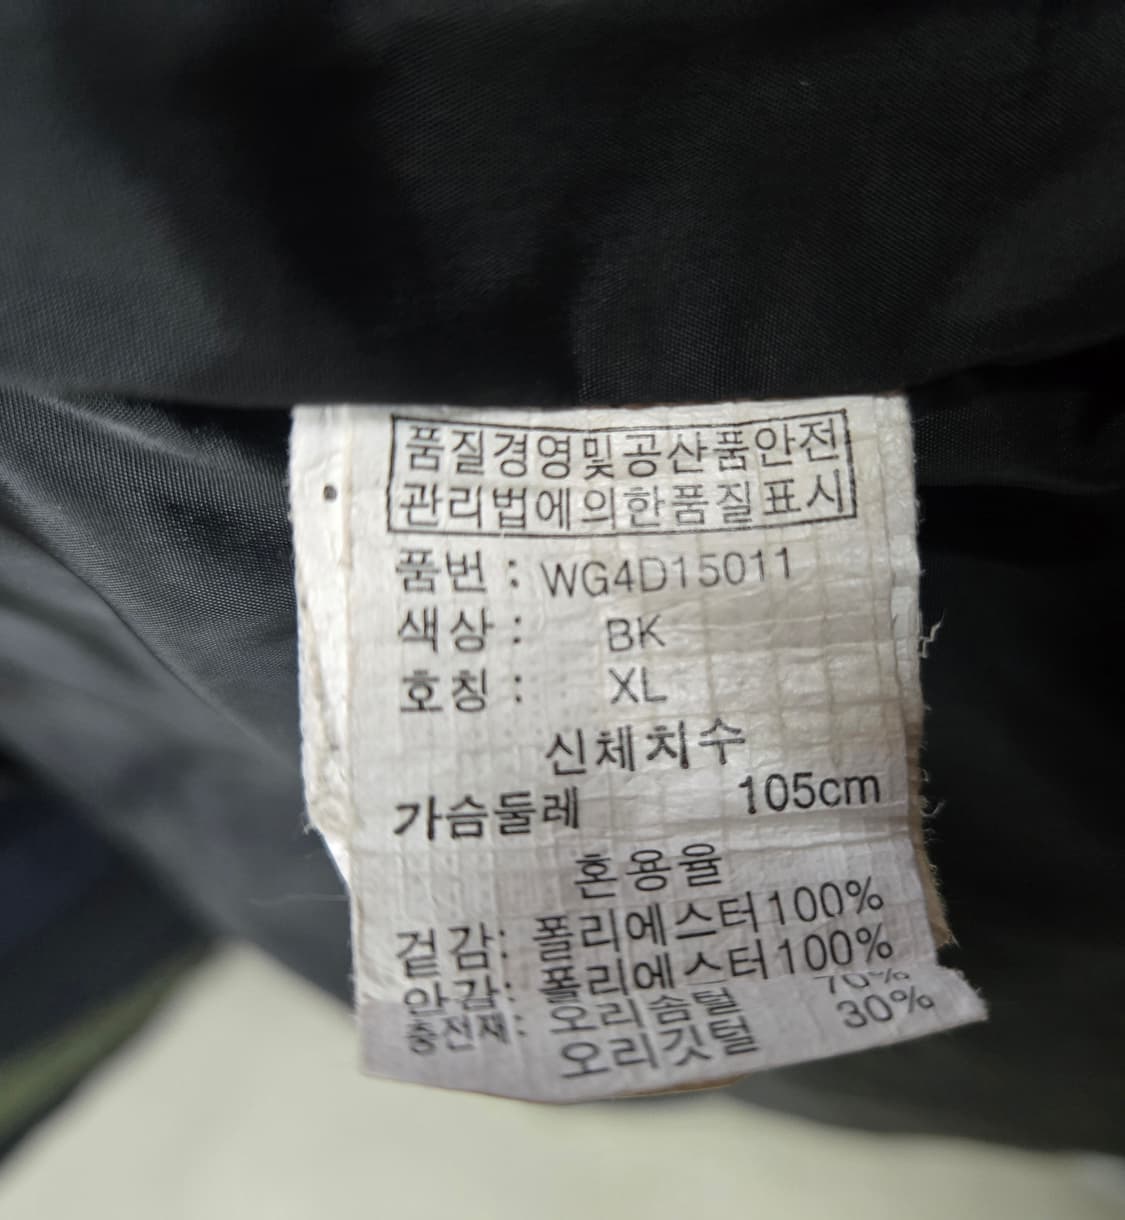 품질경영및공산품안전
관리법에의한품질표시
품번 : WG4D15011
색상 : BK
호칭 : XL
신체치수
가슴둘레 105cm
혼용율
겉감: 폴리에스터100%
안감: 폴리에스터100%
충전재: 오리솜털 70%
오리깃털 30%